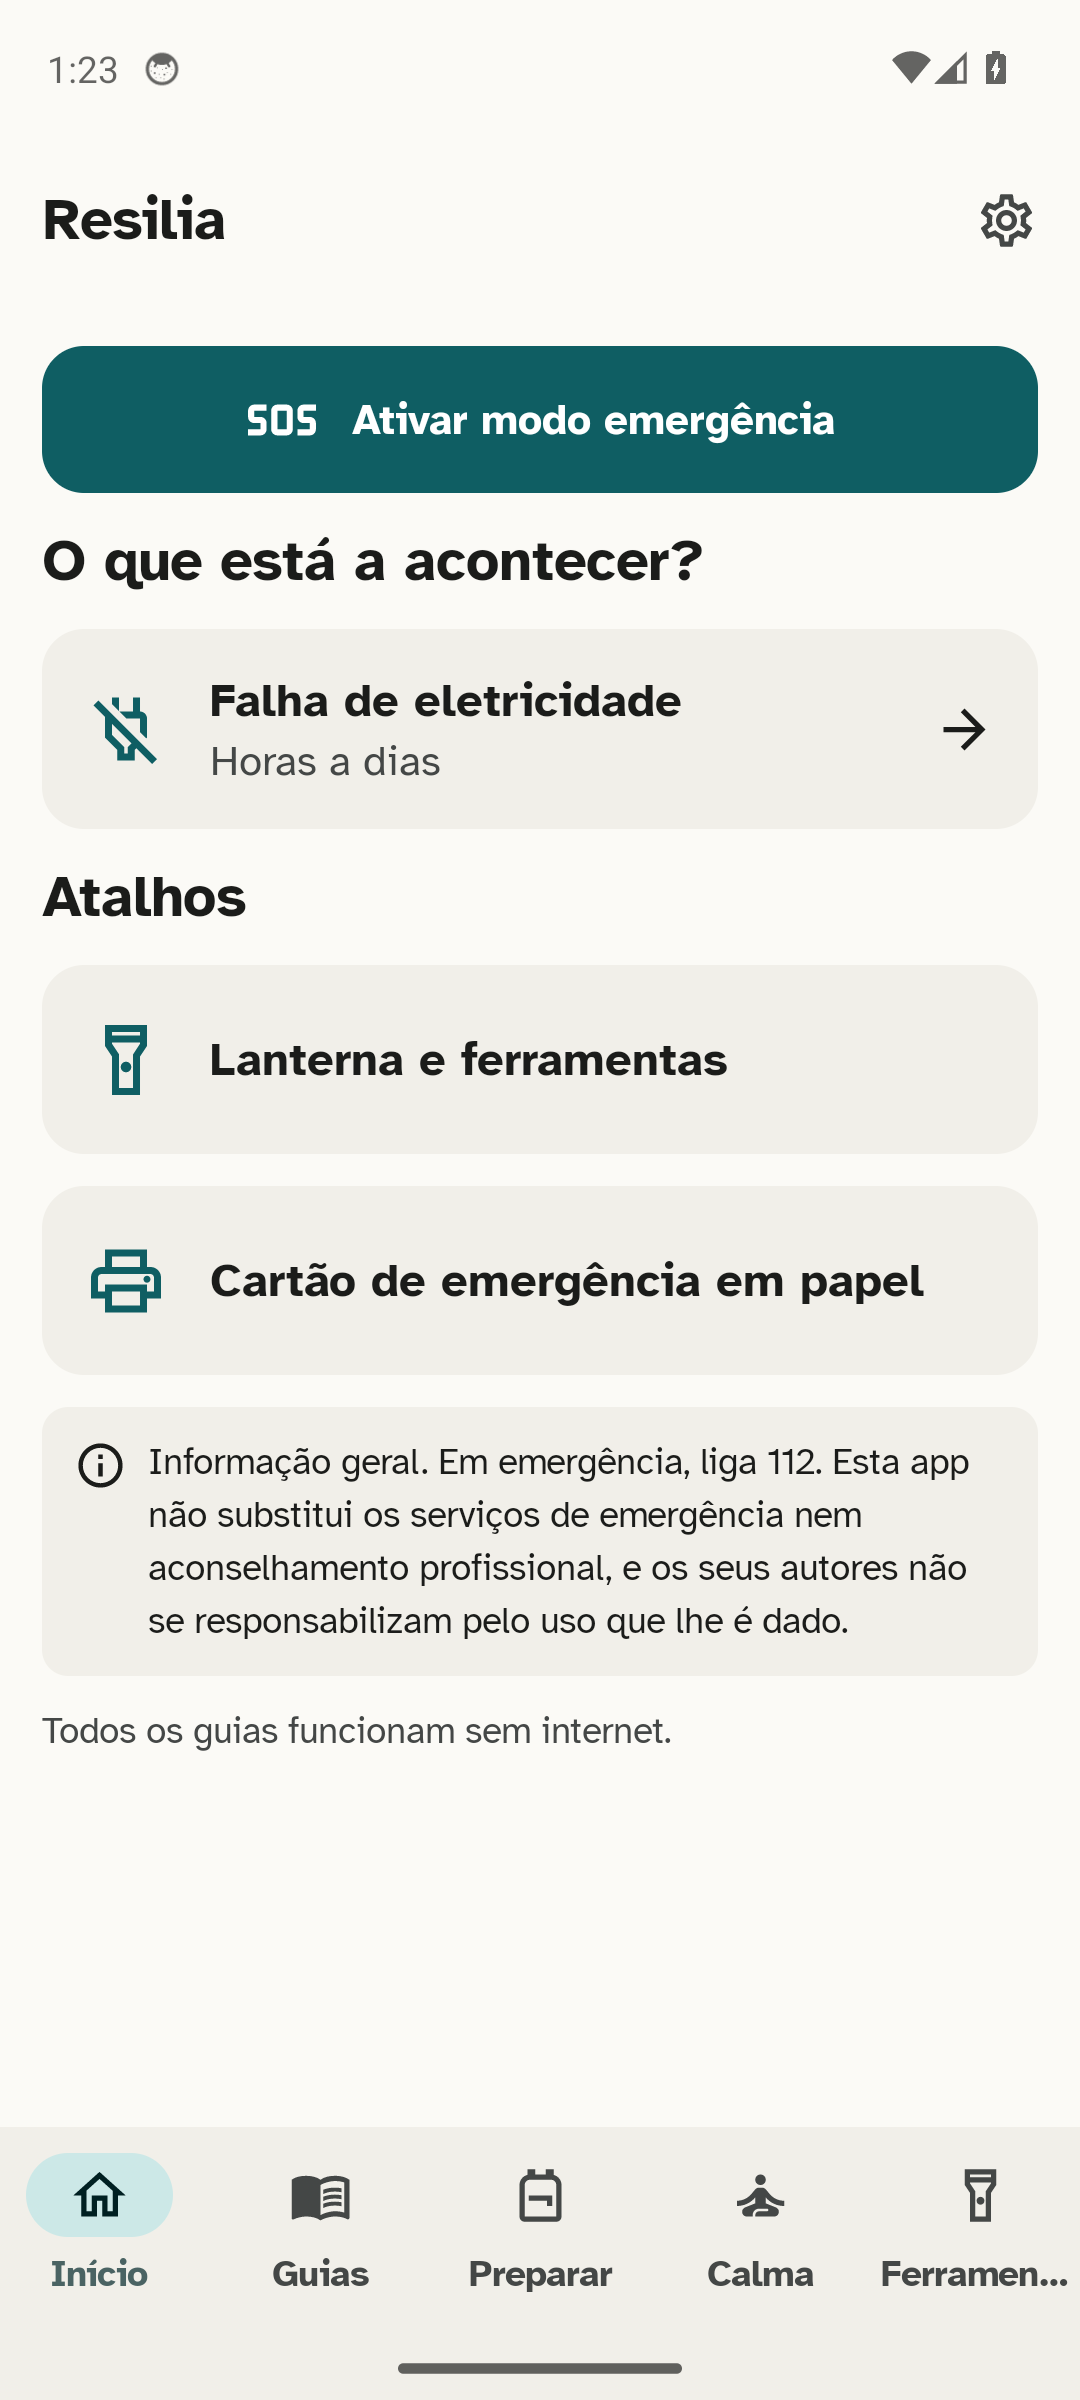 1:23
Resilia
SOS Ativar modo emergência
O que está a acontecer?
Falha de eletricidade
Horas a dias
Atalhos
Lanterna e ferramentas
Cartão de emergência em papel
Informação geral. Em emergência, liga 112. Esta app
não substitui os serviços de emergência nem
aconselhamento profissional, e os seus autores não
se responsabilizam pelo uso que lhe é dado.
Todos os guias funcionam sem internet.
Início
Guias
Preparar
Calma
Ferramen...